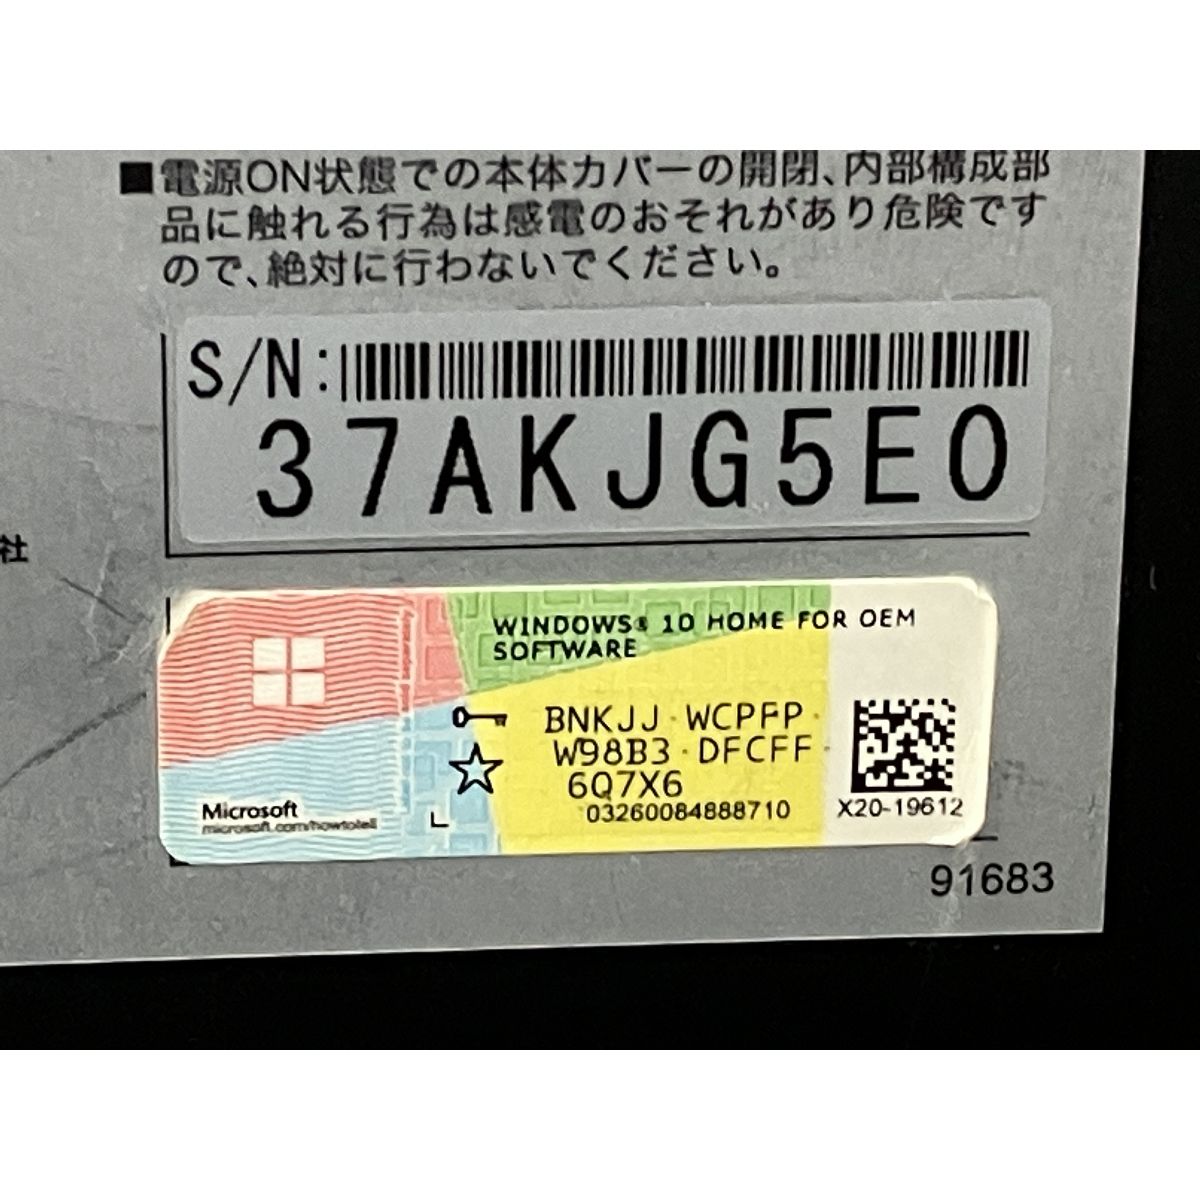 ■電源ON状態での本体カバーの開閉、内部構成部
品に触れる行為は感電のおそれがあり危険です
ので、絶対に行わないでください。
S/N:
37AKJG5E0
社
WINDOWS® 10 HOME FOR OEM
SOFTWARE
BNKJJ-WCPFP-
W98B3-DFCFF-
6Q7X6
03260084888710
X20-19612
Microsoft
microsoft.com/howtotell
91683